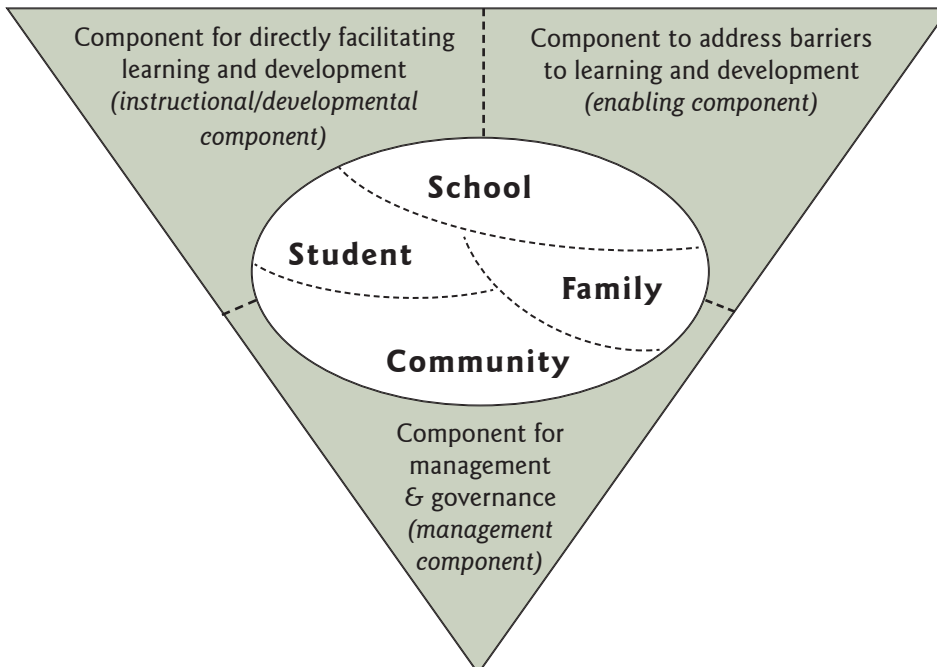 Component for directly facilitating
learning and development
(instructional/developmental
component)
Component to address barriers
to learning and development
(enabling component)
School
Student
Family
Community
Component for
management
& governance
(management
component)